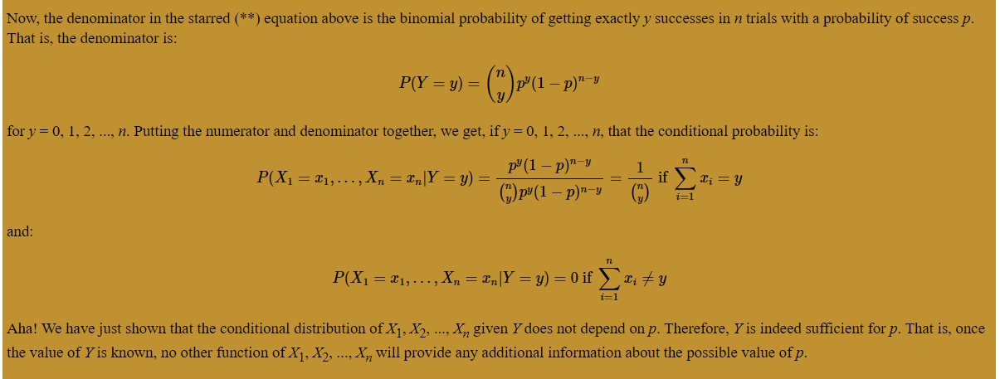 Now, the denominator in the starred (**) equation above is the binomial probability of getting exactly y successes in n trials with a probability of success p.
That is, the denominator is:
P(Y = y) = \binom{n}{y} p^y (1 − p)^{n−y}
for y = 0, 1, 2, ..., n. Putting the numerator and denominator together, we get, if y = 0, 1, 2, ..., n, that the conditional probability is:
P(X_1 = x_1, . . . , X_n = x_n|Y = y) = \frac{p^y (1 − p)^{n−y}}{\binom{n}{y} p^y (1 − p)^{n−y}} = \frac{1}{\binom{n}{y}} if \sum_{i=1}^{n} x_i = y
and:
P(X_1 = x_1, . . . , X_n = x_n|Y = y) = 0 if \sum_{i=1}^{n} x_i ≠ y
Aha! We have just shown that the conditional distribution of X_1, X_2, ..., X_n given Y does not depend on p. Therefore, Y is indeed sufficient for p. That is, once
the value of Y is known, no other function of X_1, X_2, ..., X_n will provide any additional information about the possible value of p.